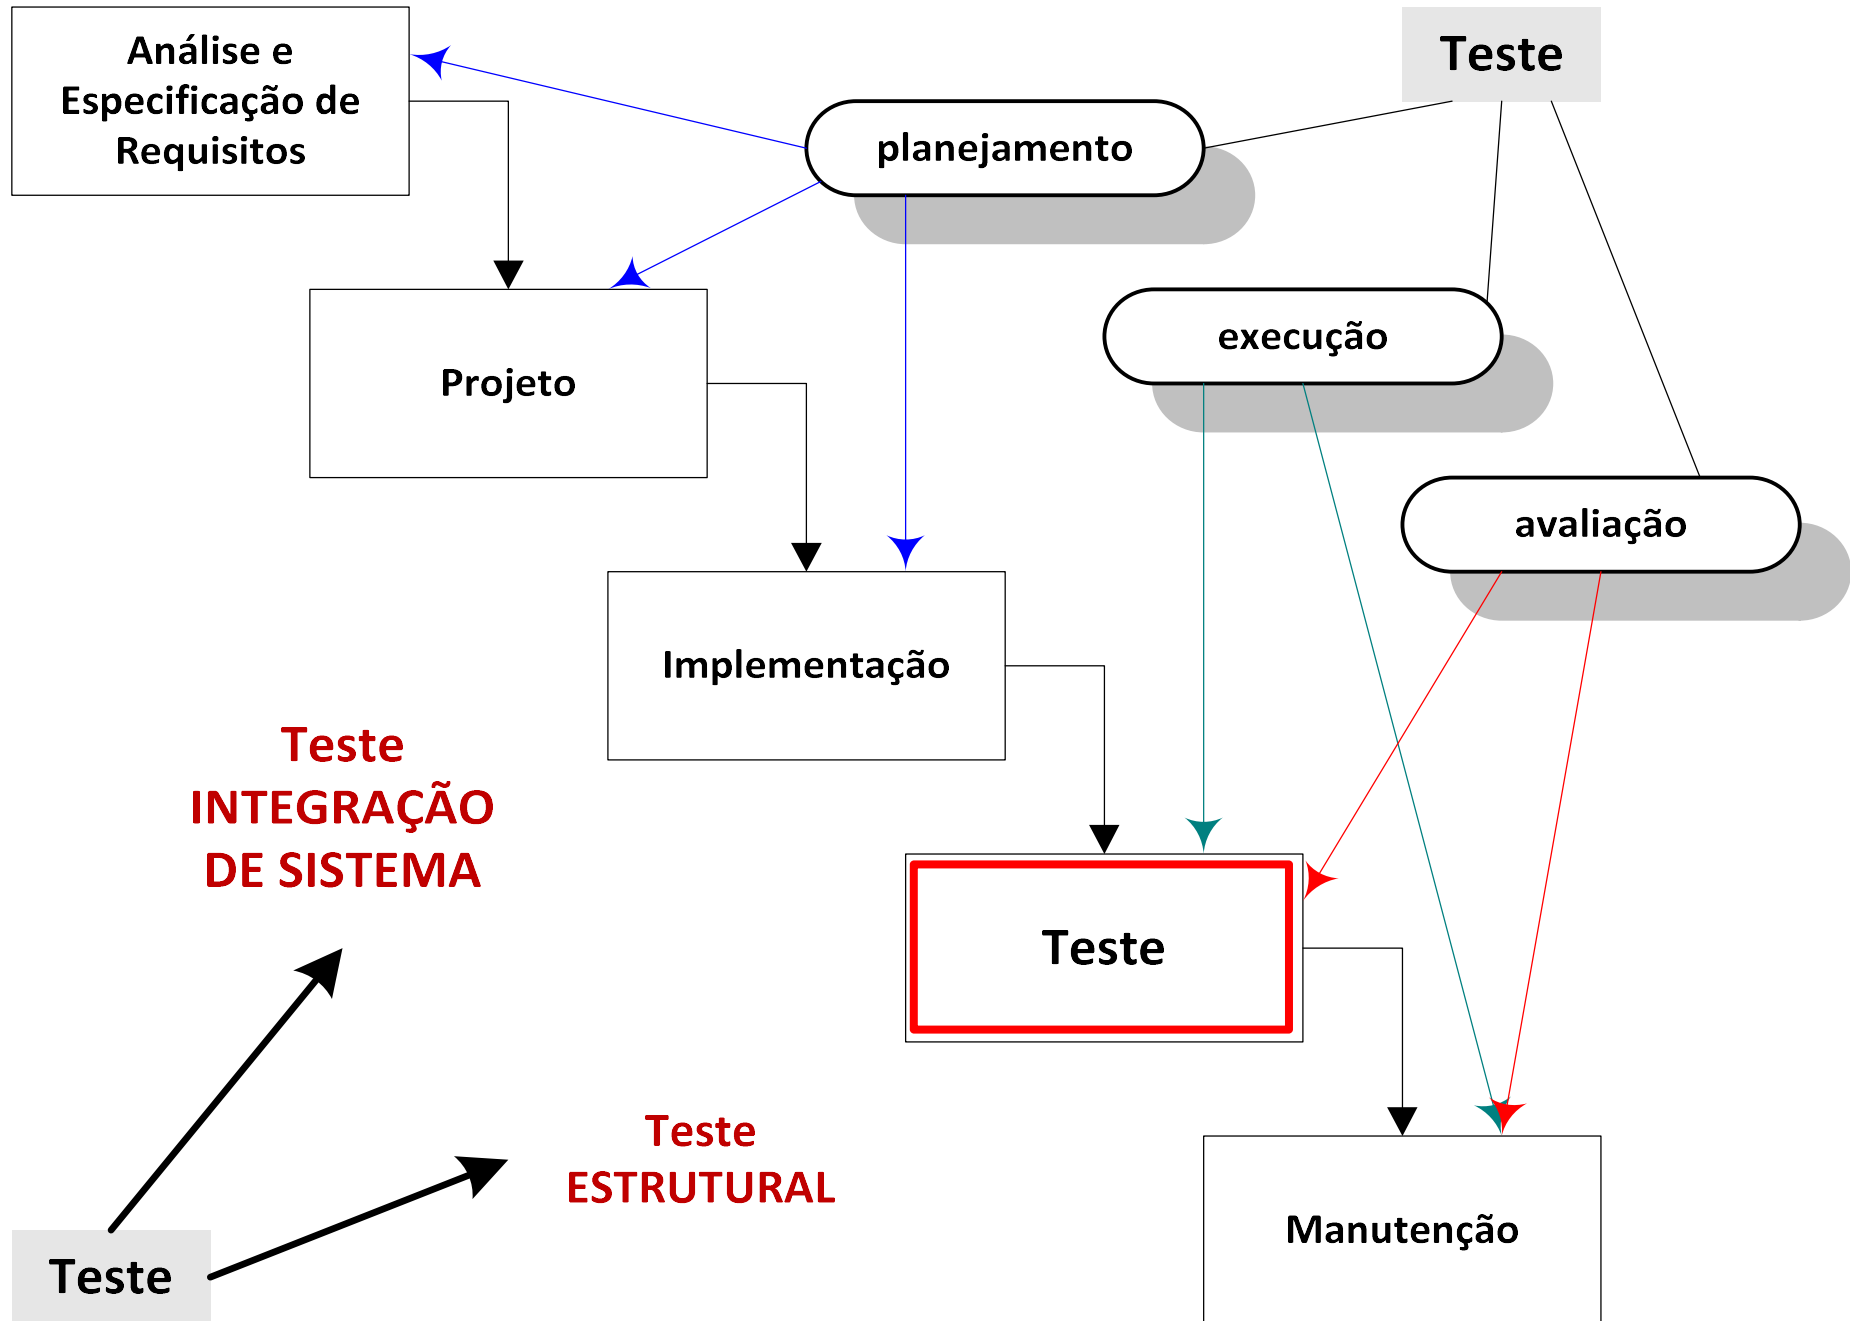 Análise e
Especificação de
Requisitos
Teste
planejamento
execução
Projeto
avaliação
Implementação
Teste
INTEGRAÇÃO
DE SISTEMA
Teste
Teste
ESTRUTURAL
Manutenção
Teste